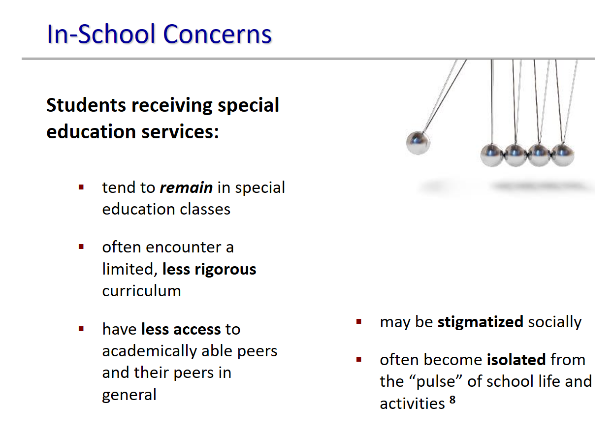 In-School Concerns
Students receiving special
education services:
▪ tend to remain in special
education classes
▪ often encounter a
limited, less rigorous
curriculum
▪ have less access to
academically able peers
and their peers in
general
▪ may be stigmatized socially
▪ often become isolated from
the “pulse” of school life and
activities 8